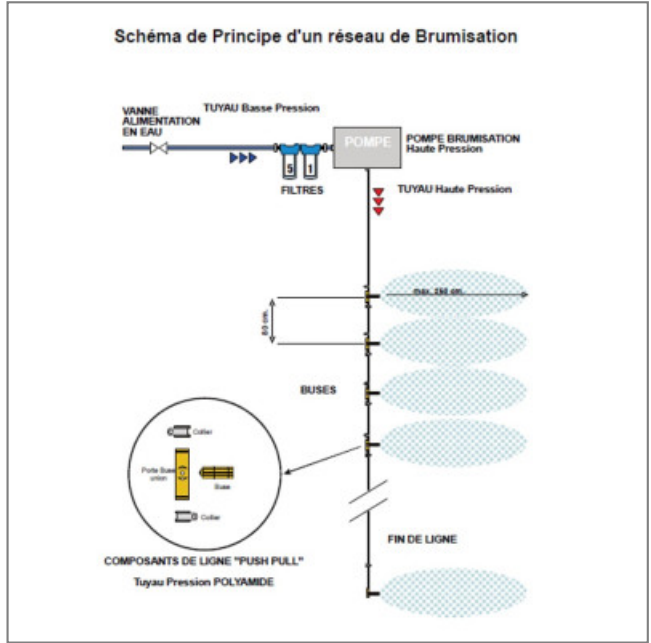 Schéma de Principe d'un réseau de Brumisation
VANNE
ALIMENTATION
EN EAU
TUYAU Basse Pression
POMPE
POMPE BRUMISATION
Haute Pression
5
1
FILTRES
TUYAU Haute Pression
max. 250 cm.
80 cm.
BUSES
Collier
Porte Buse
union
Buse
Collier
COMPOSANTS DE LIGNE "PUSH PULL"
Tuyau Pression POLYAMIDE
FIN DE LIGNE